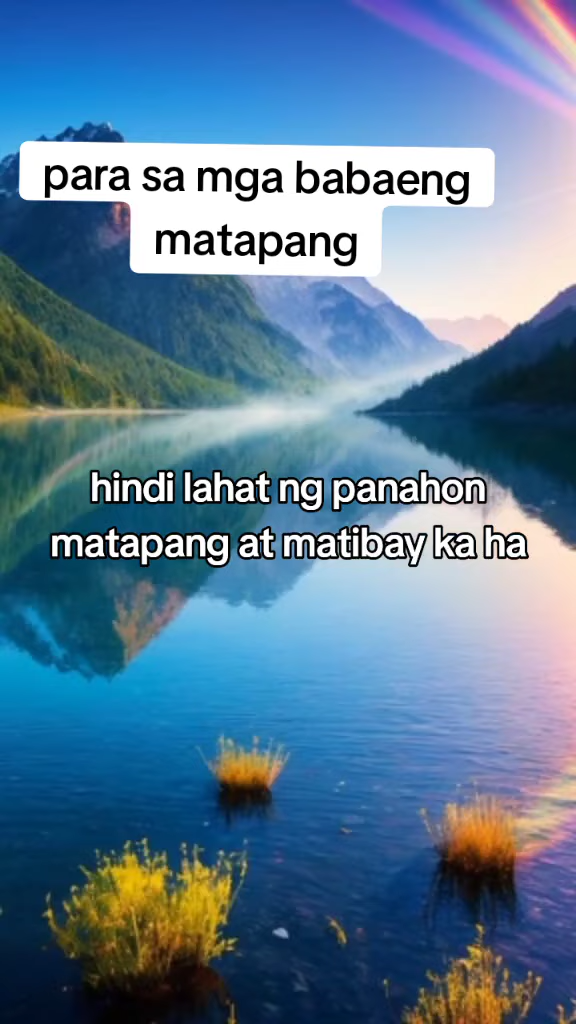 para sa mga babaeng
matapang
hindi lahat ng panahon
matapang at matibay ka ha